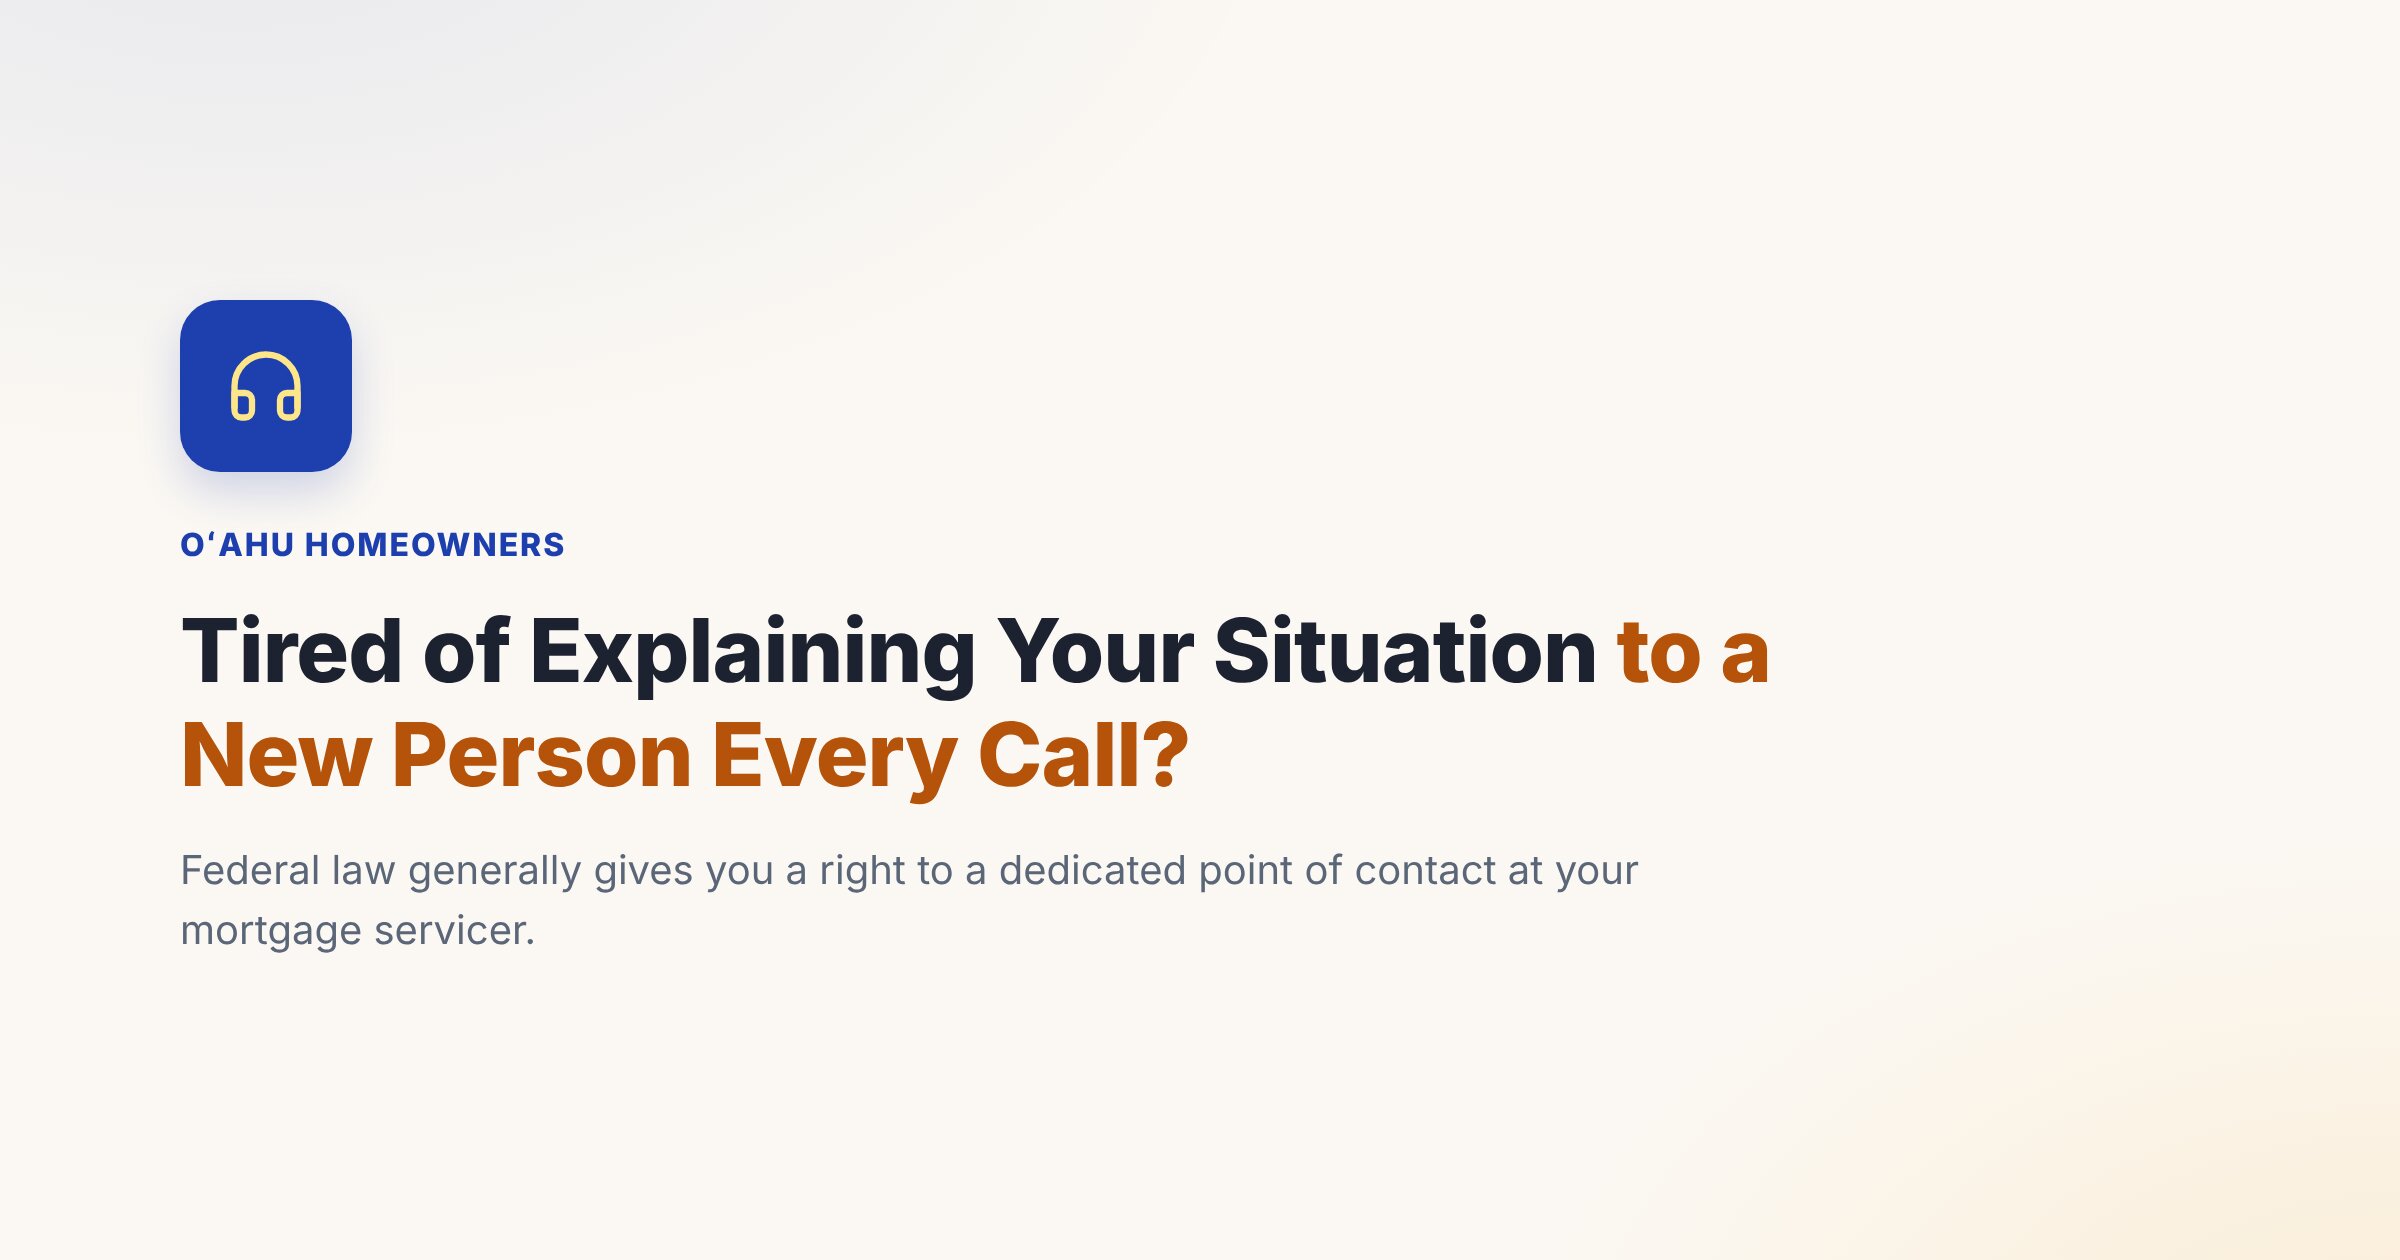 OʻAHU HOMEOWNERS
Tired of Explaining Your Situation to a
New Person Every Call?
Federal law generally gives you a right to a dedicated point of contact at your
mortgage servicer.